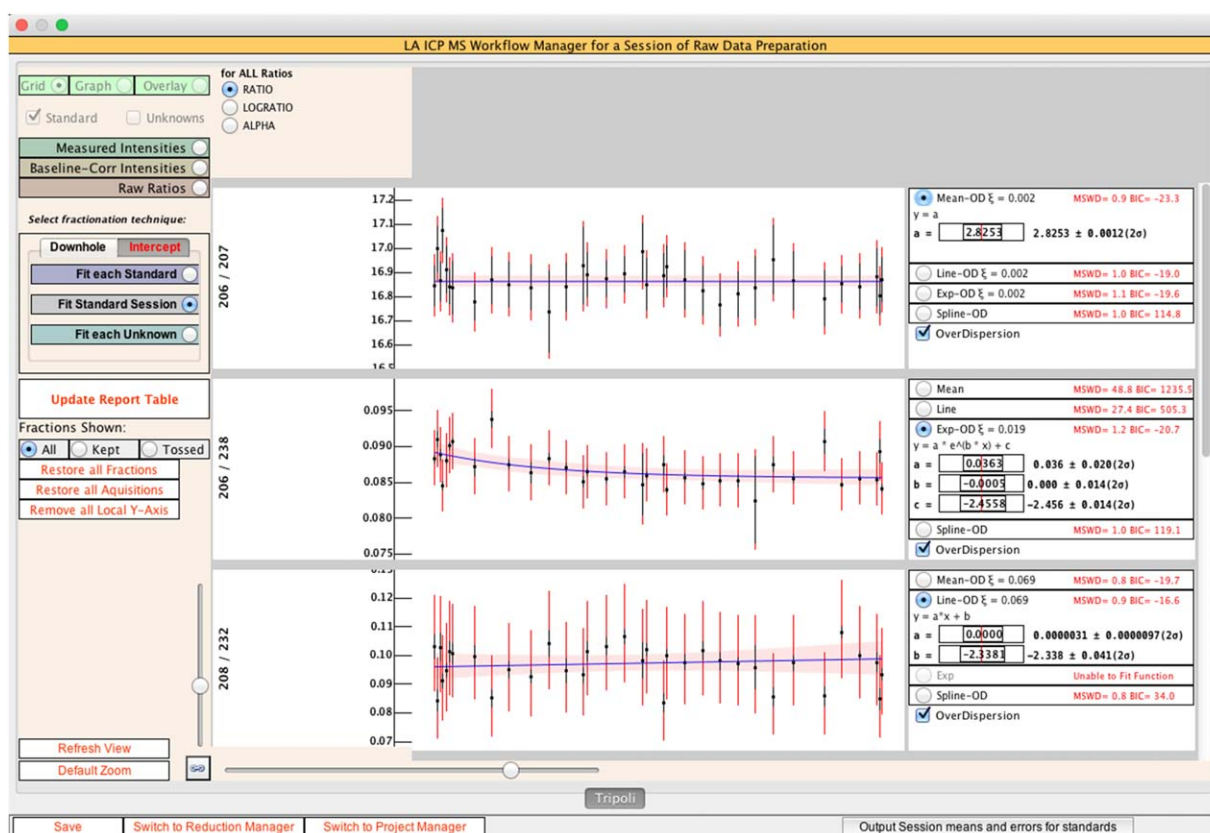 LA ICP MS Workflow Manager for a Session of Raw Data Preparation
Grid Graph Overlay
Standard Unknowns
Measured Intensities
Baseline-Corr Intensities
Raw Ratios
Select fractionation technique:
Downhole Intercept
Fit each Standard
Fit Standard Session
Fit each Unknown
Update Report Table
Fractions Shown:
All Kept Tossed
Restore all Fractions
Restore all Aquisitions
Remove all Local Y-Axis
Refresh View
Default Zoom
for ALL Ratios
RATIO
LOGRATIO
ALPHA
206 / 207
17.2
17.1
17.0
16.9
16.8
16.7
16.6
16.5
Mean-OD ξ = 0.002 MSWD= 0.9 BIC= -23.3
y = a
a = 2.8253 2.8253 ± 0.0012(2σ)
Line-OD ξ = 0.002 MSWD= 1.0 BIC= -19.0
Exp-OD ξ = 0.002 MSWD= 1.1 BIC= -19.6
Spline-OD MSWD= 1.0 BIC= 114.8
OverDispersion
206 / 238
0.095
0.090
0.085
0.080
0.075
Mean MSWD= 48.8 BIC= 1235.5
Line MSWD= 27.4 BIC= 505.3
Exp-OD ξ = 0.019 MSWD= 1.2 BIC= -20.7
y = a * e^(b * x) + c
a = 0.0363 0.036 ± 0.020(2σ)
b = -0.0005 0.000 ± 0.014(2σ)
c = -2.4558 -2.456 ± 0.014(2σ)
Spline-OD MSWD= 1.0 BIC= 119.1
OverDispersion
208 / 232
0.13
0.12
0.11
0.10
0.09
0.08
0.07
Mean-OD ξ = 0.069 MSWD= 0.8 BIC= -19.7
Line-OD ξ = 0.069 MSWD= 0.9 BIC= -16.6
y = a*x + b
a = 0.0000 0.0000031 ± 0.0000097(2σ)
b = -2.3381 -2.338 ± 0.041(2σ)
Exp Unable to Fit Function
Spline-OD MSWD= 0.8 BIC= 34.0
OverDispersion
Tripoli
Save Switch to Reduction Manager Switch to Project Manager Output Session means and errors for standards